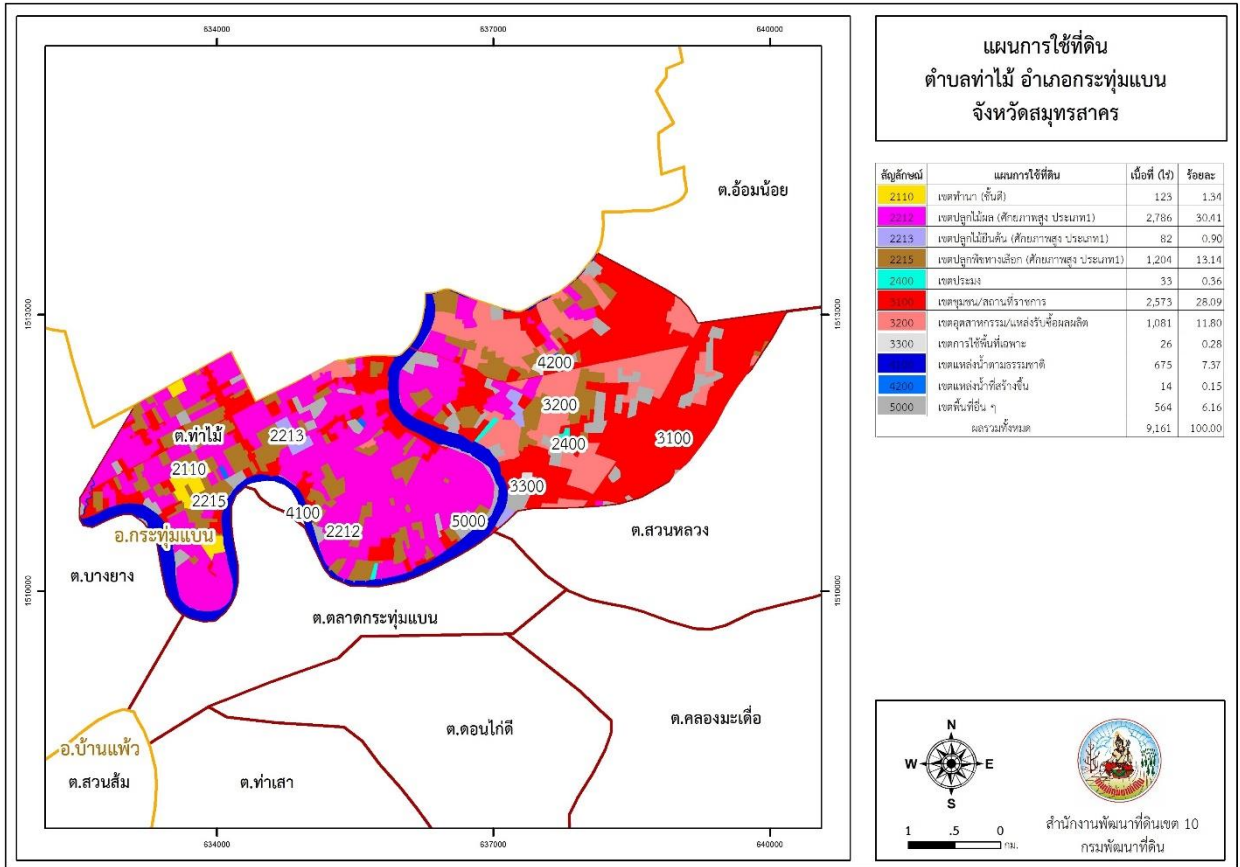 แผนการใช้ที่ดิน
ตำบลท่าไม้ อำเภอกระทุ่มแบน
จังหวัดสมุทรสาคร
634000 637000 640000
1513000 1513000
1510000 1510000
ต.อ้อมน้อย
4200
3200
2400
3100
3300
ต.ท่าไม้
2213
2110
2215
4100
2212
5000
อ.กระทุ่มแบน
ต.สวนหลวง
ต.บางยาง
ต.ตลาดกระทุ่มแบน
ต.คลองมะเดื่อ
ต.ดอนไก่ดี
อ.บ้านแพ้ว
ต.สวนส้ม
ต.ท่าเสา
634000 637000 640000
สัญลักษณ์ แผนการใช้ที่ดิน เนื้อที่ (ไร่) ร้อยละ
2110 เขตทำนา (ชั้นดี) 123 1.34
2212 เขตปลูกไม้ผล (ศักยภาพสูง ประเภท1) 2,786 30.41
2213 เขตปลูกไม้ยืนต้น (ศักยภาพสูง ประเภท1) 82 0.90
2215 เขตปลูกพืชทางเลือก (ศักยภาพสูง ประเภท1) 1,204 13.14
2400 เขตประมง 33 0.36
3100 เขตชุมชน/สถานที่ราชการ 2,573 28.09
3200 เขตอุตสาหกรรม/แหล่งรับซื้อผลผลิต 1,081 11.80
3300 เขตการใช้พื้นที่เฉพาะ 26 0.28
เขตแหล่งน้ำตามธรรมชาติ 675 7.37
4200 เขตแหล่งน้ำที่สร้างขึ้น 14 0.15
5000 เขตพื้นที่อื่น ๆ 564 6.16
ผลรวมทั้งหมด 9,161 100.00
N
W E
S
1 .5 0
กม.
กรมพัฒนาที่ดิน
สำนักงานพัฒนาที่ดินเขต 10
กรมพัฒนาที่ดิน